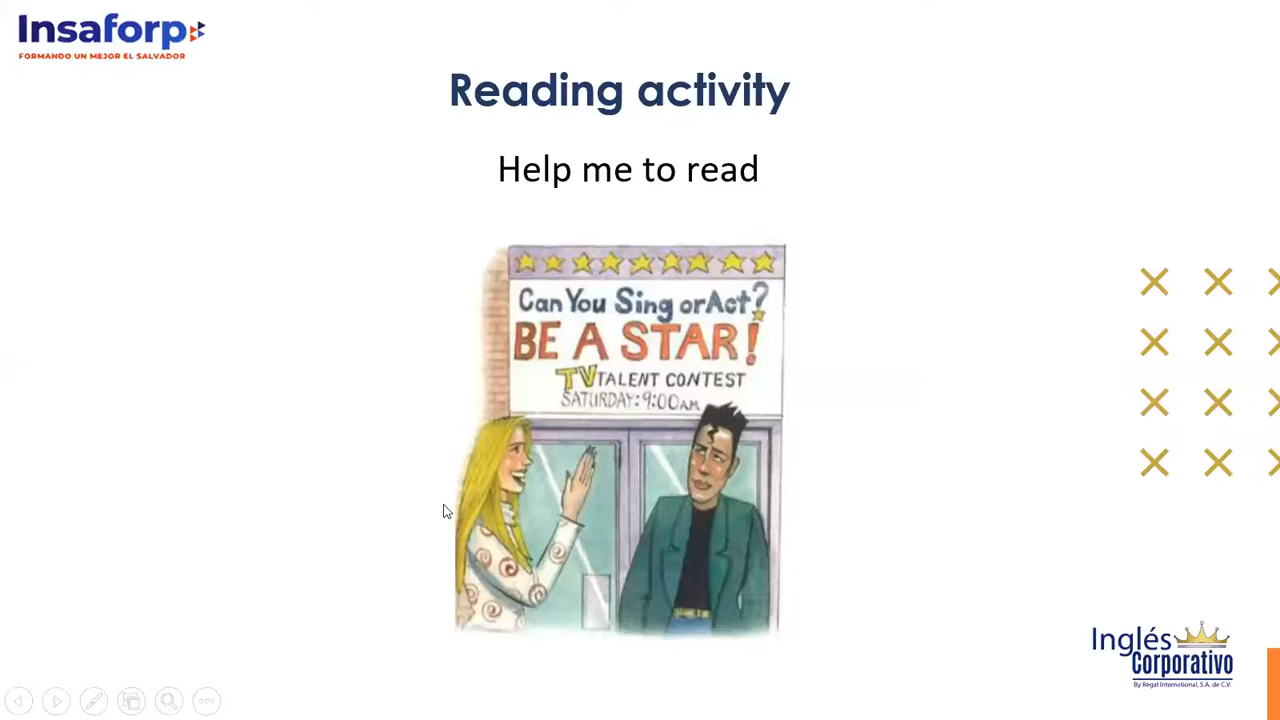 Insaforp
FORMANDO UN MEJOR EL SALVADOR
Reading activity
Help me to read
Can You Sing or Act?
BE A STAR!
TV TALENT CONTEST
SATURDAY: 9:00 AM
Inglés
Corporativo
By Regal International, S.A. de C.V.